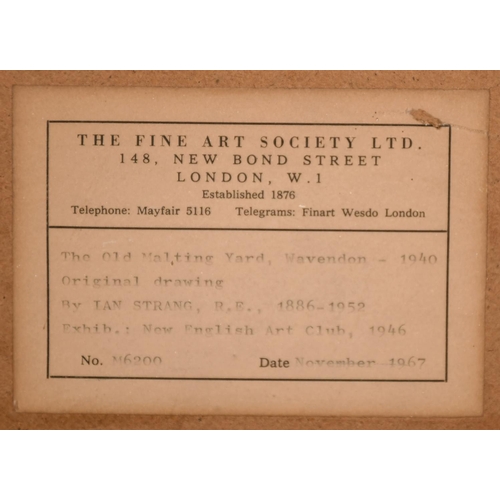 THE FINE ART SOCIETY LTD.
148, NEW BOND STREET
LONDON, W.1
Established 1876
Telephone: Mayfair 5116 Telegrams: Finart Wesdo London
The Old Malting Yard, Wavendon - 1940
Original drawing
By IAN STRANG, R.E., 1886-1952
Exhib.: New English Art Club, 1946
No. M6200 Date November 1967